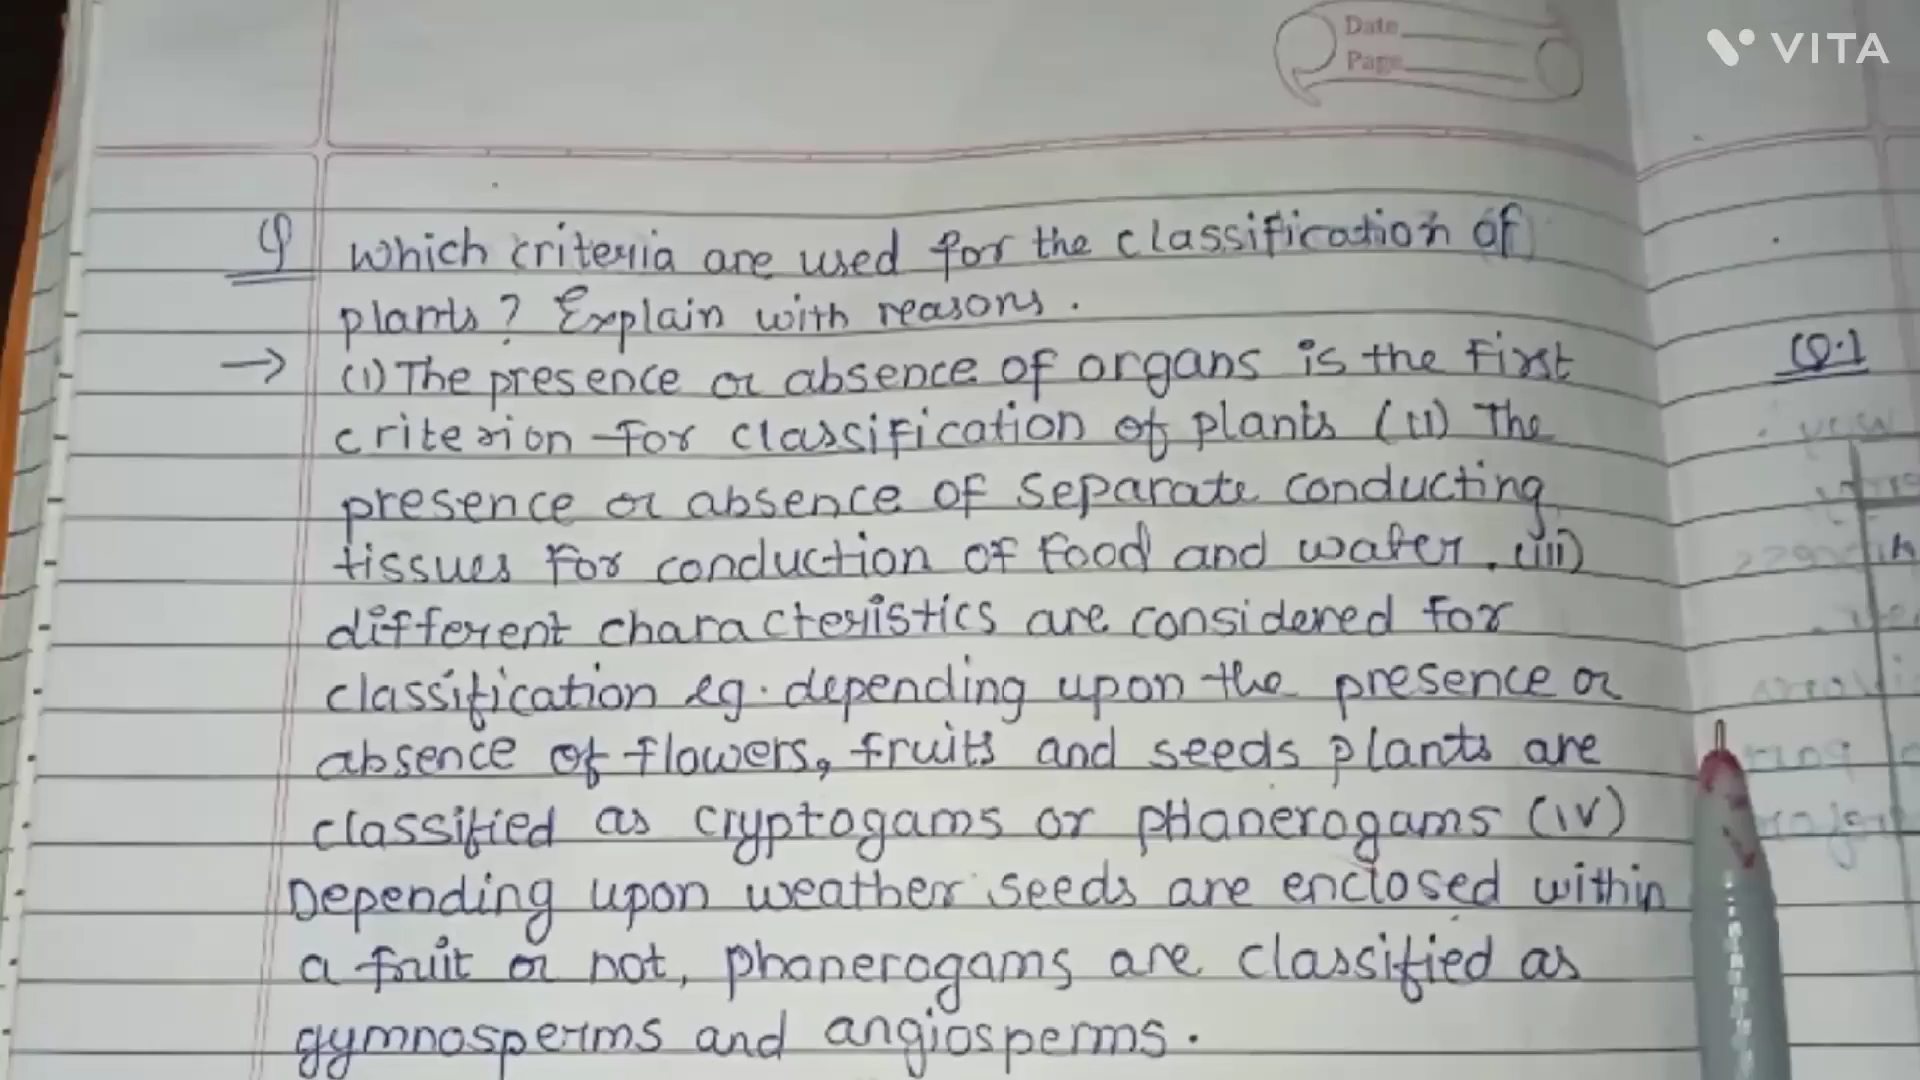 Date
Page
VITA
Q which criteria are used for the classification of
plants? Explain with reasons.
→ (i) The presence or absence of organs is the first
criterion for classification of plants (ii) The
presence or absence of separate conducting
tissues for conduction of food and water. (iii)
different characteristics are considered for
classification eg. depending upon the presence or
absence of flowers, fruits and seeds plants are
classified as cryptogams or pHanerogams (iv)
Depending upon weather seeds are enclosed within
a fruit or not, phanerogams are classified as
gymnosperms and angiosperms.
Q.1